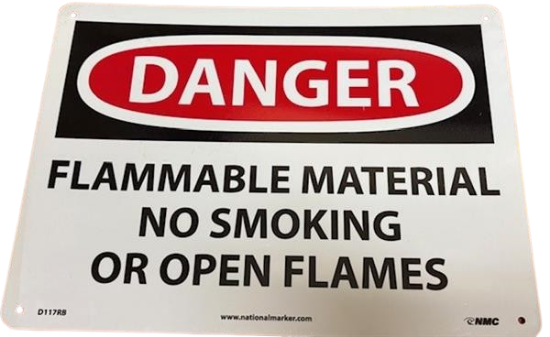 DANGER
FLAMMABLE MATERIAL
NO SMOKING
OR OPEN FLAMES
D117RB www.nationalmarker.com NMC